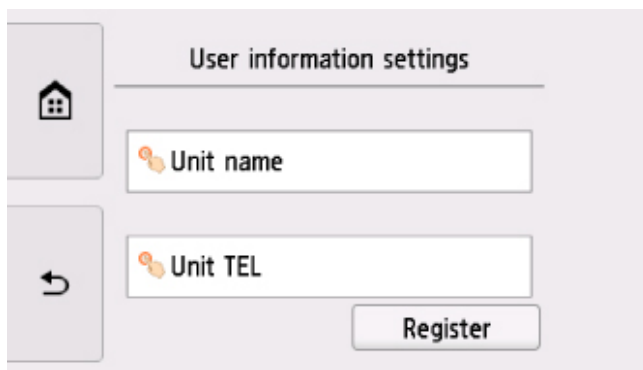 User information settings
Unit name
Unit TEL
Register